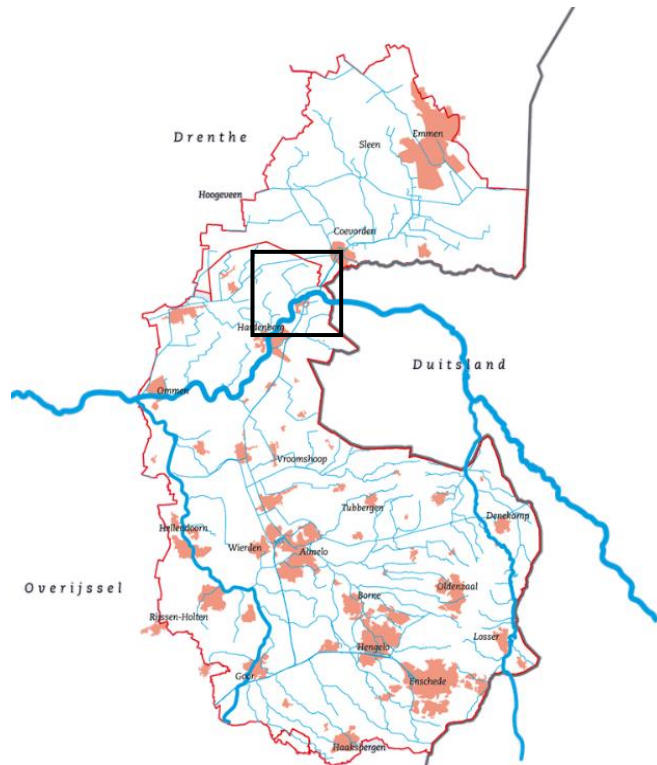 Drenthe
Emmen
Sleen
Hoogeveen
Coevorden
Hardenberg
Duitsland
Ommen
Vroomshoop
Tubbergen
Denekamp
Hellendoorn
Wierden
Almelo
Overijssel
Borne
Oldenzaal
Rijssen-Holten
Losser
Hengelo
Goor
Enschede
Haaksbergen